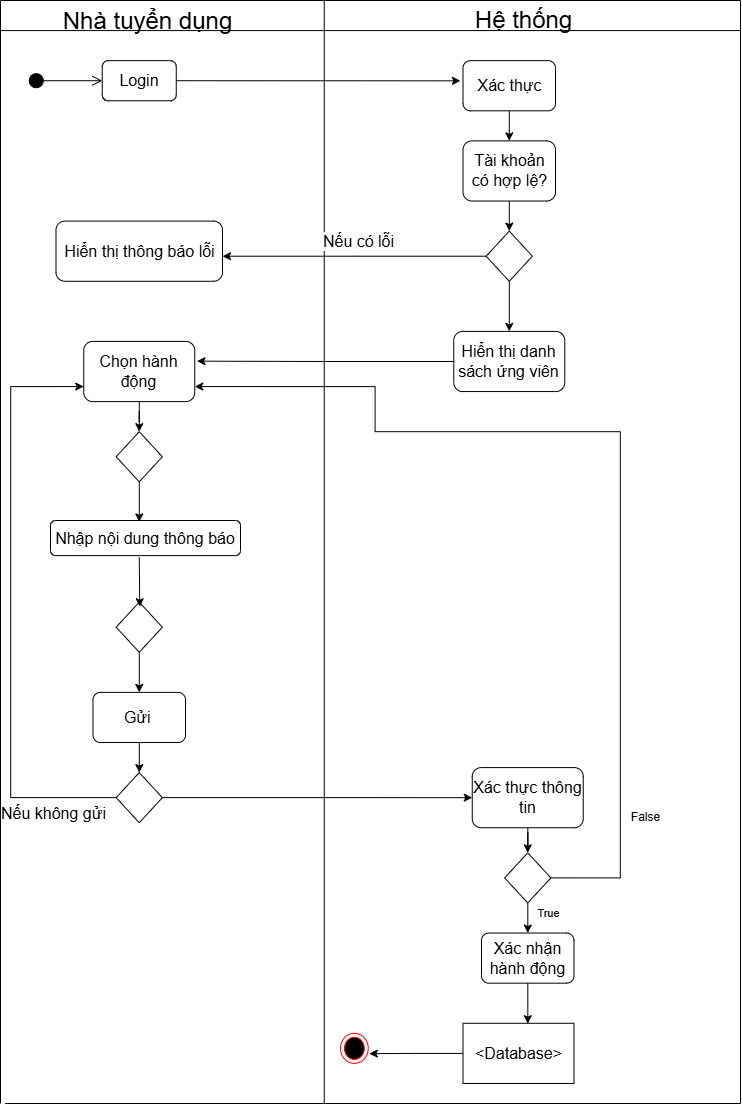 Nhà tuyển dụng
Hệ thống
Login
Xác thực
Tài khoản
có hợp lệ?
Nếu có lỗi
Hiển thị thông báo lỗi
Hiển thị danh
sách ứng viên
Chọn hành
động
Nhập nội dung thông báo
Gửi
Nếu không gửi
Xác thực thông
tin
False
True
Xác nhận
hành động
<Database>